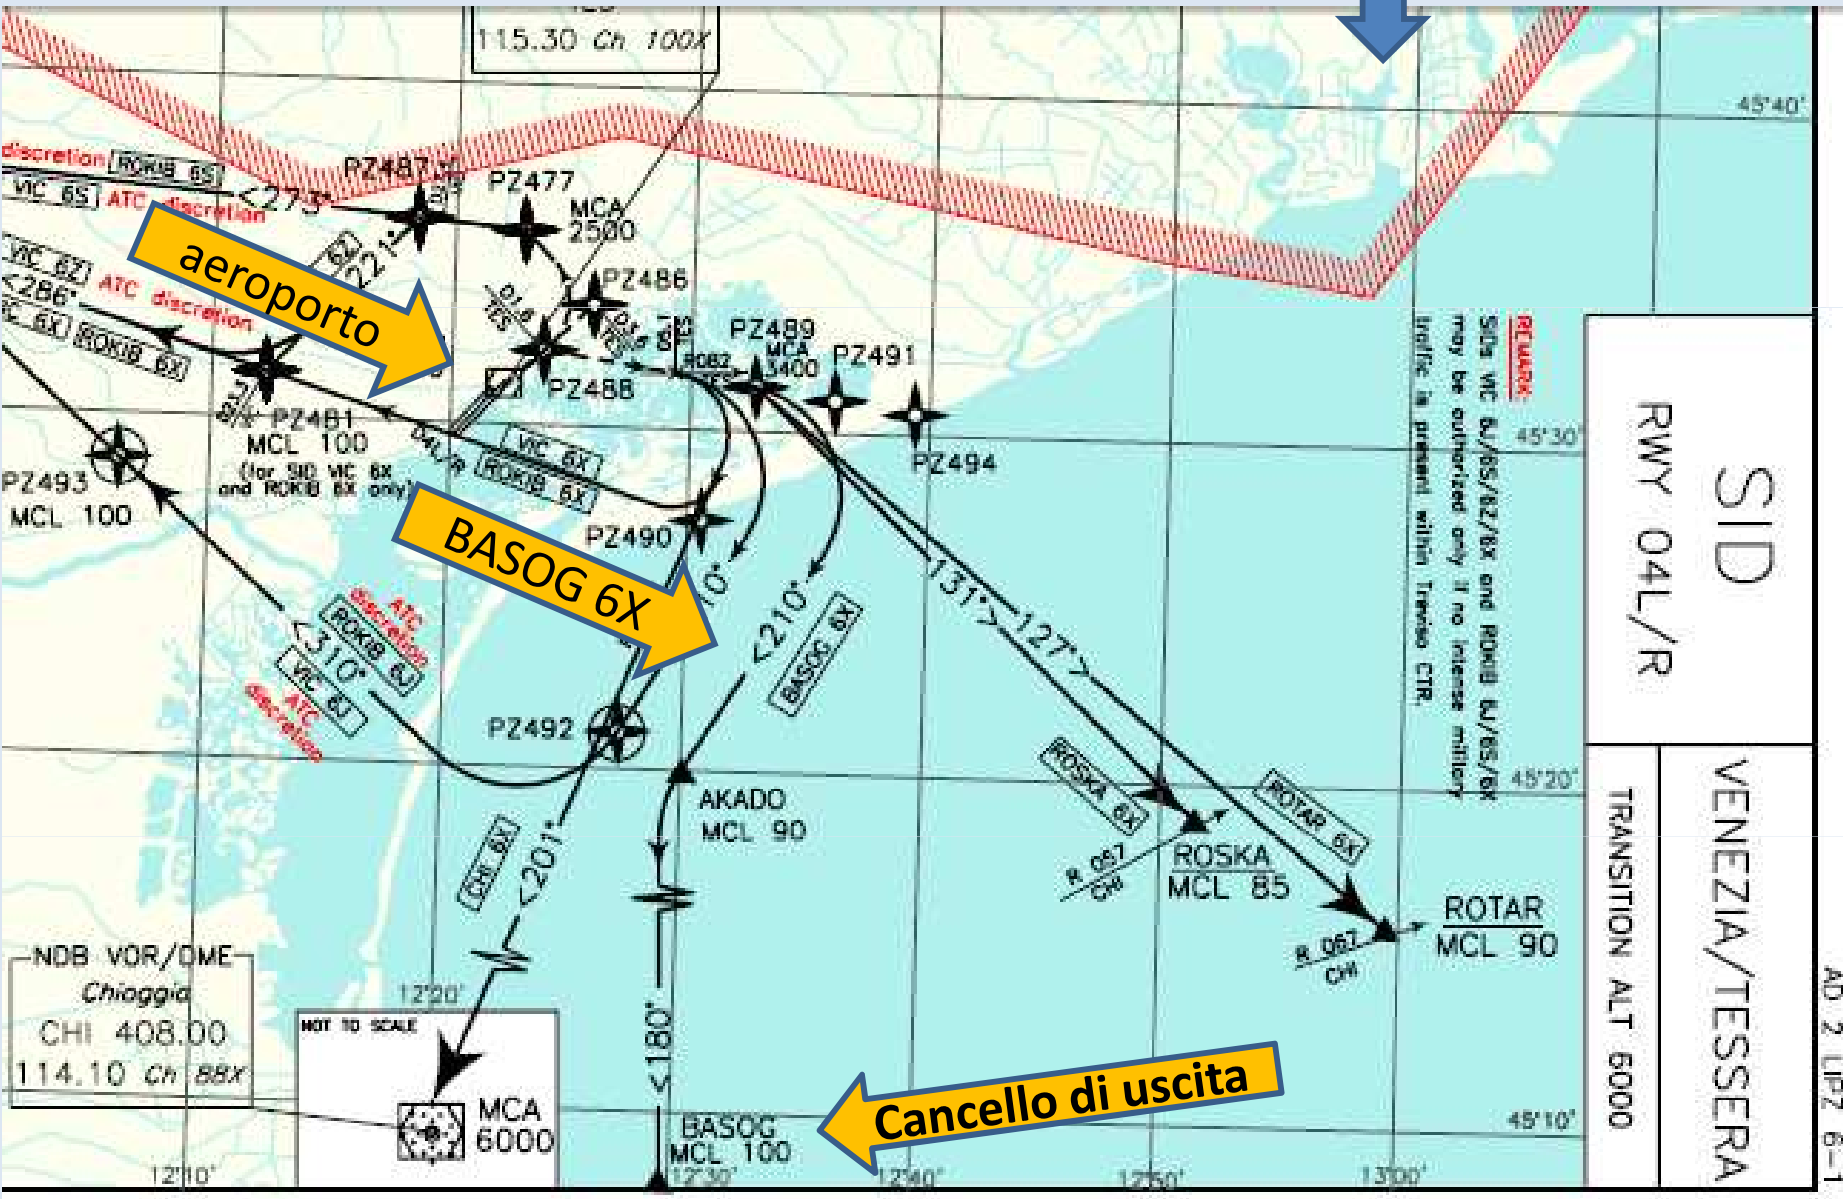 115.30 Ch 100X
45°40'
discretion ROKIB 6S
VIC 6S ATC discretion
<273°
PZ487
PZ477
MCA
2500
6Z
221°
VIC 6Z
<286°
ATC discretion
ROKIB 6X
aeroporto
PZ486
PZ489
MCA
3400
PZ491
PZ488
PZ494
PZ481
MCL 100
(for SID VIC 6X
and ROKIB 6X only)
04L/R
VIC 6X
ROKIB 6X
PZ493
MCL 100
PZ490
BASOG 6X
45°30'
REMARK:
SIDs VIC 6J/6S/6Z/6X and ROKIB 6J/6S/6X
may be authorized only if no intense military
traffic is present within Treviso CTR.
SID
RWY 04L/R
VENEZIA/TESSERA
TRANSITION ALT 6000
AD 2 LIPZ 6-1
ATC
discretion
ROKIB 6J
<310°
VIC 6J
ATC
discretion
<210°
BASOG 6X
131°>
127°>
PZ492
AKADO
MCL 90
CHI 6X
<201°
ROSKA 6X
ROTAR 6X
45°20'
R 057
CHI
ROSKA
MCL 85
R 067
CHI
ROTAR
MCL 90
NDB VOR/DME
Chioggia
CHI 408.00
114.10 Ch 88X
12°20'
NOT TO SCALE
MCA
6000
<180°
Cancello di uscita
BASOG
MCL 100
45°10'
12°10'
12°30'
12°40'
12°50'
13°00'